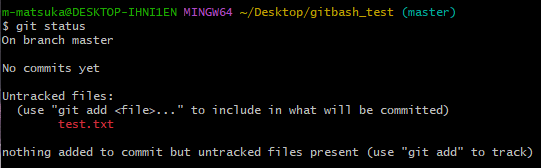 m-matsuka@DESKTOP-IHNI1EN MINGW64 ~/Desktop/gitbash_test (master)
$ git status
On branch master
No commits yet
Untracked files:
(use "git add <file>..." to include in what will be committed)
test.txt
nothing added to commit but untracked files present (use "git add" to track)